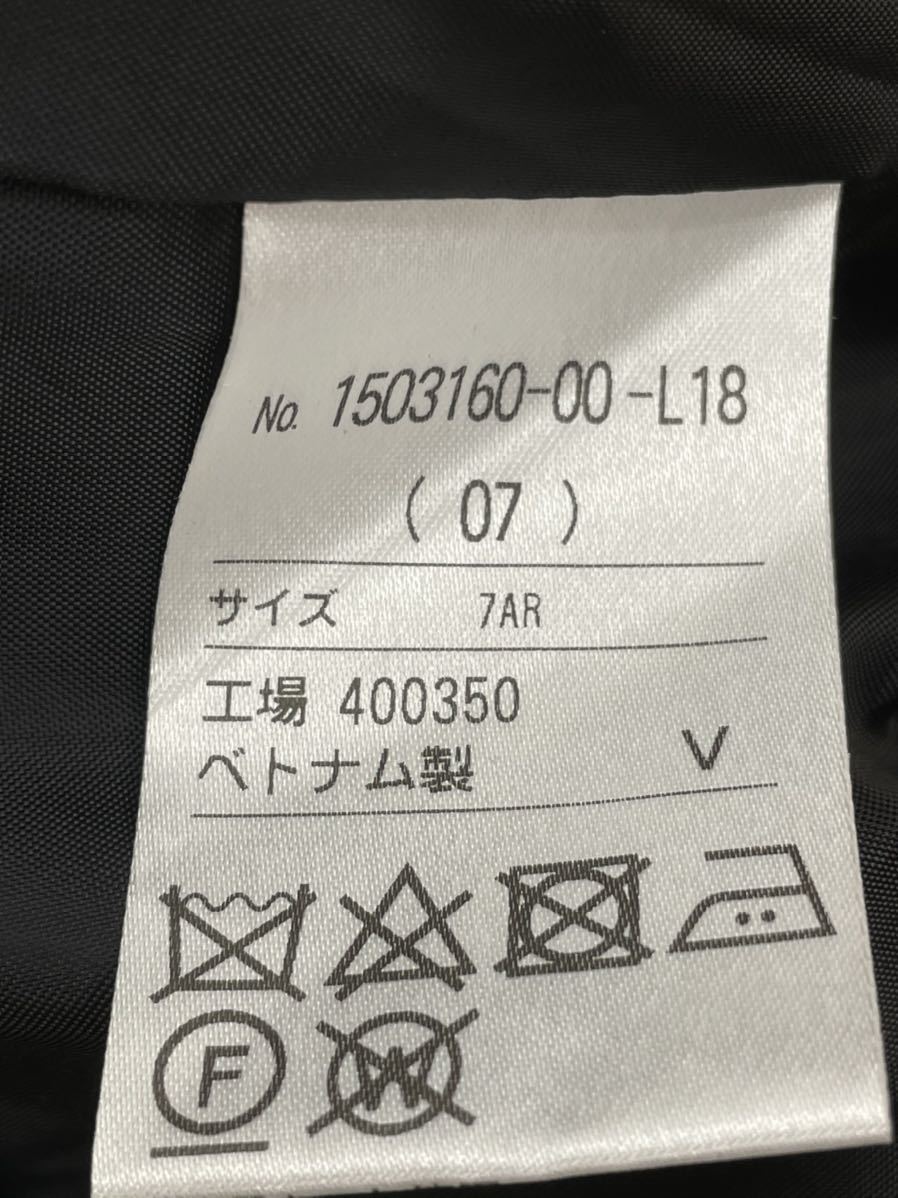 No. 1503160-00-L18
( 07 )
サイズ 7AR
工場 400350
ベトナム製 V
F
W